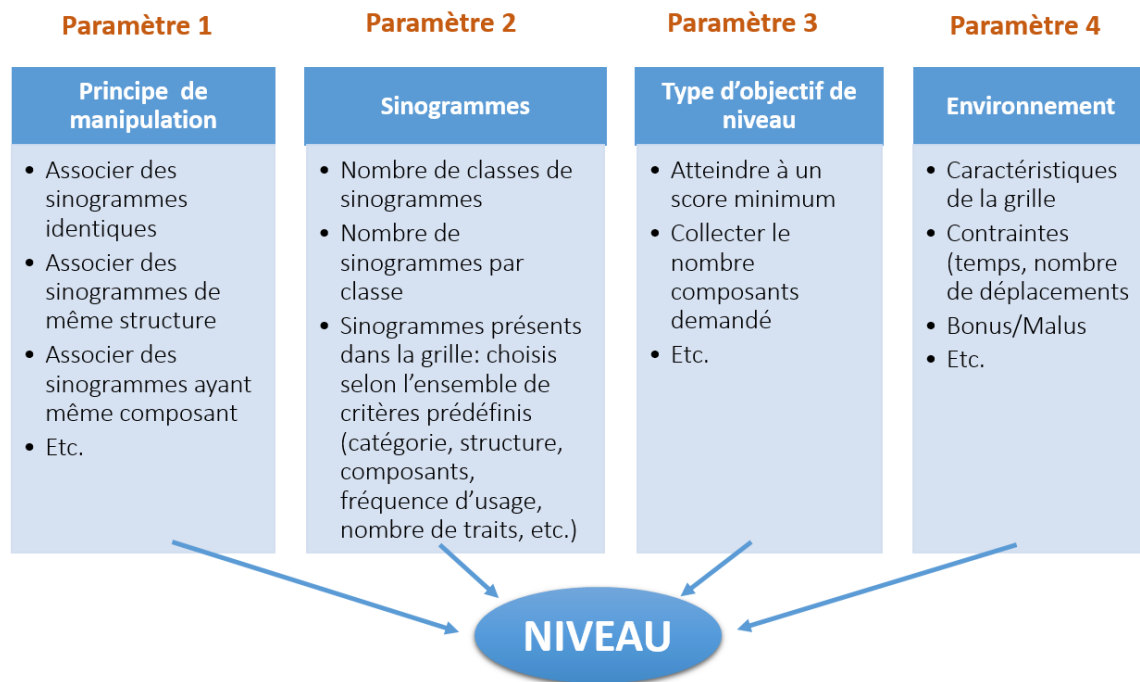 Paramètre 1
Principe de
manipulation
• Associer des
sinogrammes
identiques
• Associer des
sinogrammes de
même structure
• Associer des
sinogrammes ayant
même composant
• Etc.
Paramètre 2
Sinogrammes
• Nombre de classes de
sinogrammes
• Nombre de
sinogrammes par
classe
• Sinogrammes présents
dans la grille: choisis
selon l’ensemble de
critères prédéfinis
(catégorie, structure,
composants,
fréquence d’usage,
nombre de traits, etc.)
Paramètre 3
Type d’objectif de
niveau
• Atteindre à un
score minimum
• Collecter le
nombre
composants
demandé
• Etc.
Paramètre 4
Environnement
• Caractéristiques
de la grille
• Contraintes
(temps, nombre
de déplacements
• Bonus/Malus
• Etc.
NIVEAU